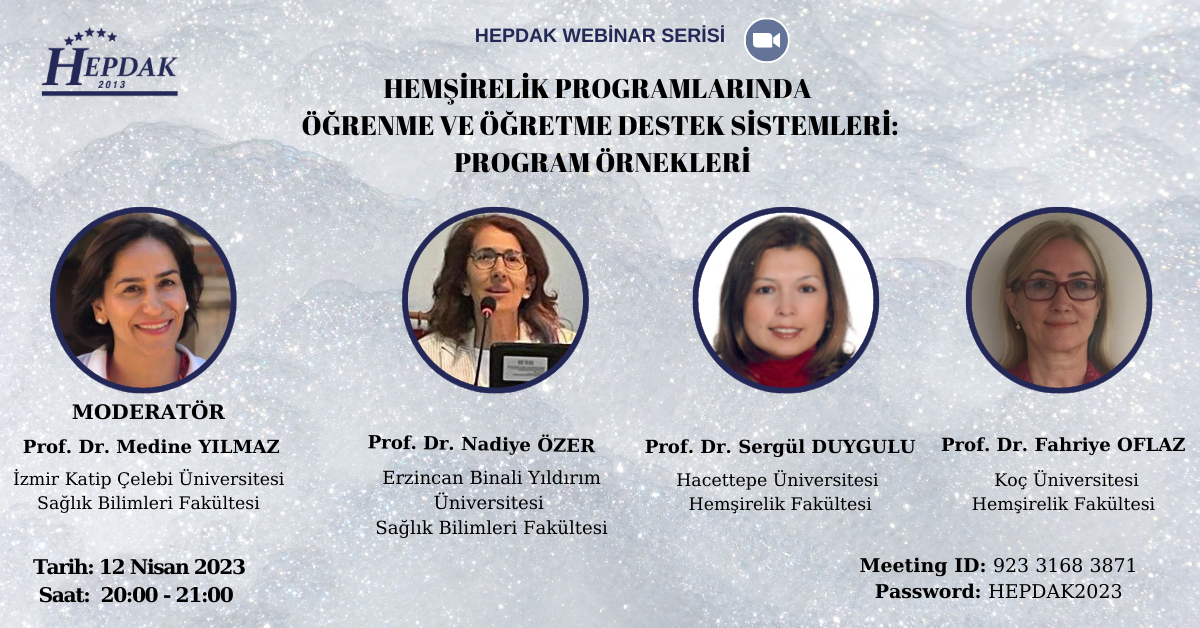 HEPDAK
2013
HEPDAK WEBİNAR SERİSİ
HEMŞİRELİK PROGRAMLARINDA
ÖĞRENME VE ÖĞRETME DESTEK SİSTEMLERİ:
PROGRAM ÖRNEKLERİ
MODERATÖR
Prof. Dr. Medine YILMAZ
İzmir Katip Çelebi Üniversitesi
Sağlık Bilimleri Fakültesi
Prof. Dr. Nadiye ÖZER
Erzincan Binali Yıldırım
Üniversitesi
Sağlık Bilimleri Fakültesi
Prof. Dr. Sergül DUYGULU
Hacettepe Üniversitesi
Hemşirelik Fakültesi
Prof. Dr. Fahriye OFLAZ
Koç Üniversitesi
Hemşirelik Fakültesi
Tarih: 12 Nisan 2023
Saat: 20:00 - 21:00
Meeting ID: 923 3168 3871
Password: HEPDAK2023